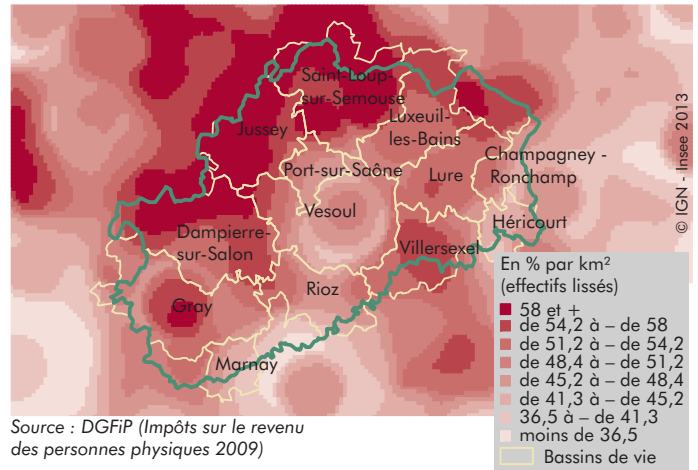 Saint-Loup-
sur-Semouse
Jussey
Luxeuil-
les-Bains
Port-sur-Saône
Lure
Champagney -
Ronchamp
Vesoul
Héricourt
Dampierre-
sur-Salon
Villersexel
Gray
Rioz
Marnay
© IGN - Insee 2013
En % par km²
(effectifs lissés)
58 et +
de 54,2 à – de 58
de 51,2 à – de 54,2
de 48,4 à – de 51,2
de 45,2 à – de 48,4
de 41,3 à – de 45,2
36,5 à – de 41,3
moins de 36,5
Bassins de vie
Source : DGFiP (Impôts sur le revenu
des personnes physiques 2009)